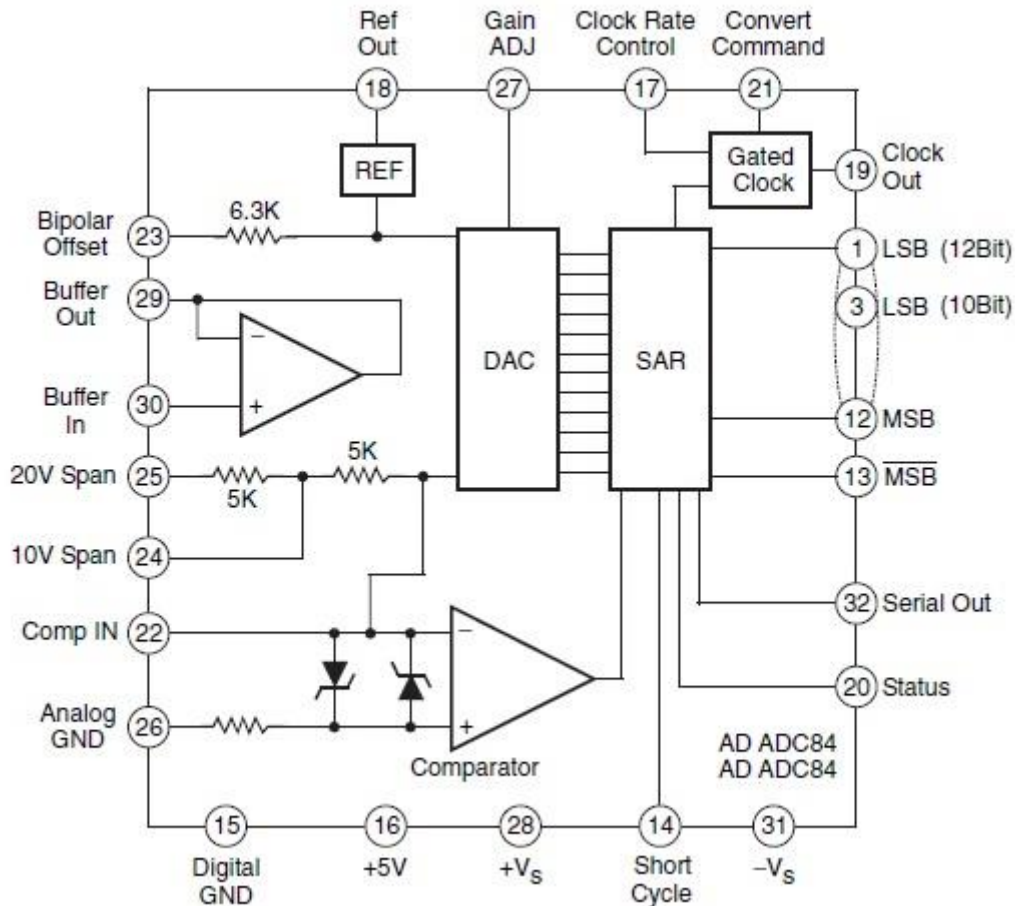 Ref Out
Gain ADJ
Clock Rate Control
Convert Command
18
27
17
21
REF
Gated Clock
19
Clock Out
Bipolar Offset
23
6.3K
1
LSB (12Bit)
Buffer Out
29
3
LSB (10Bit)
−
DAC
SAR
Buffer In
30
+
12
MSB
20V Span
25
5K
5K
13
M̅S̅B̅
10V Span
24
Comp IN
22
−
32
Serial Out
20
Status
Analog GND
26
+
Comparator
AD ADC84
AD ADC84
15
16
28
14
31
Digital GND
+5V
+Vs
Short Cycle
−Vs